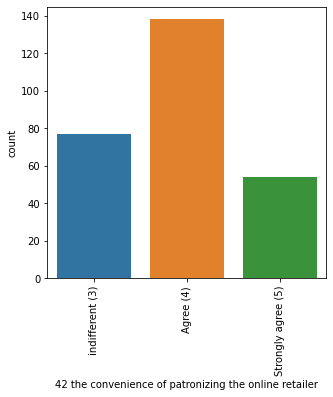 140
120
100
80
60
40
20
0
count
indifferent (3)
Agree (4)
Strongly agree (5)
42 the convenience of patronizing the online retailer